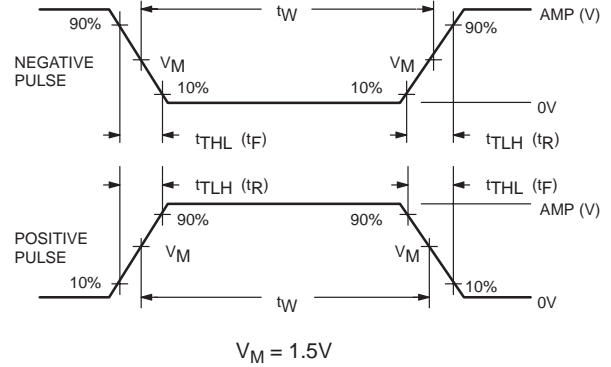 tW
AMP (V)
90%
90%
NEGATIVE
PULSE
VM
VM
10%
10%
0V
tTHL (tF)
tTLH (tR)
tTLH (tR)
tTHL (tF)
AMP (V)
90%
90%
POSITIVE
PULSE
VM
VM
10%
10%
0V
tW
VM = 1.5V